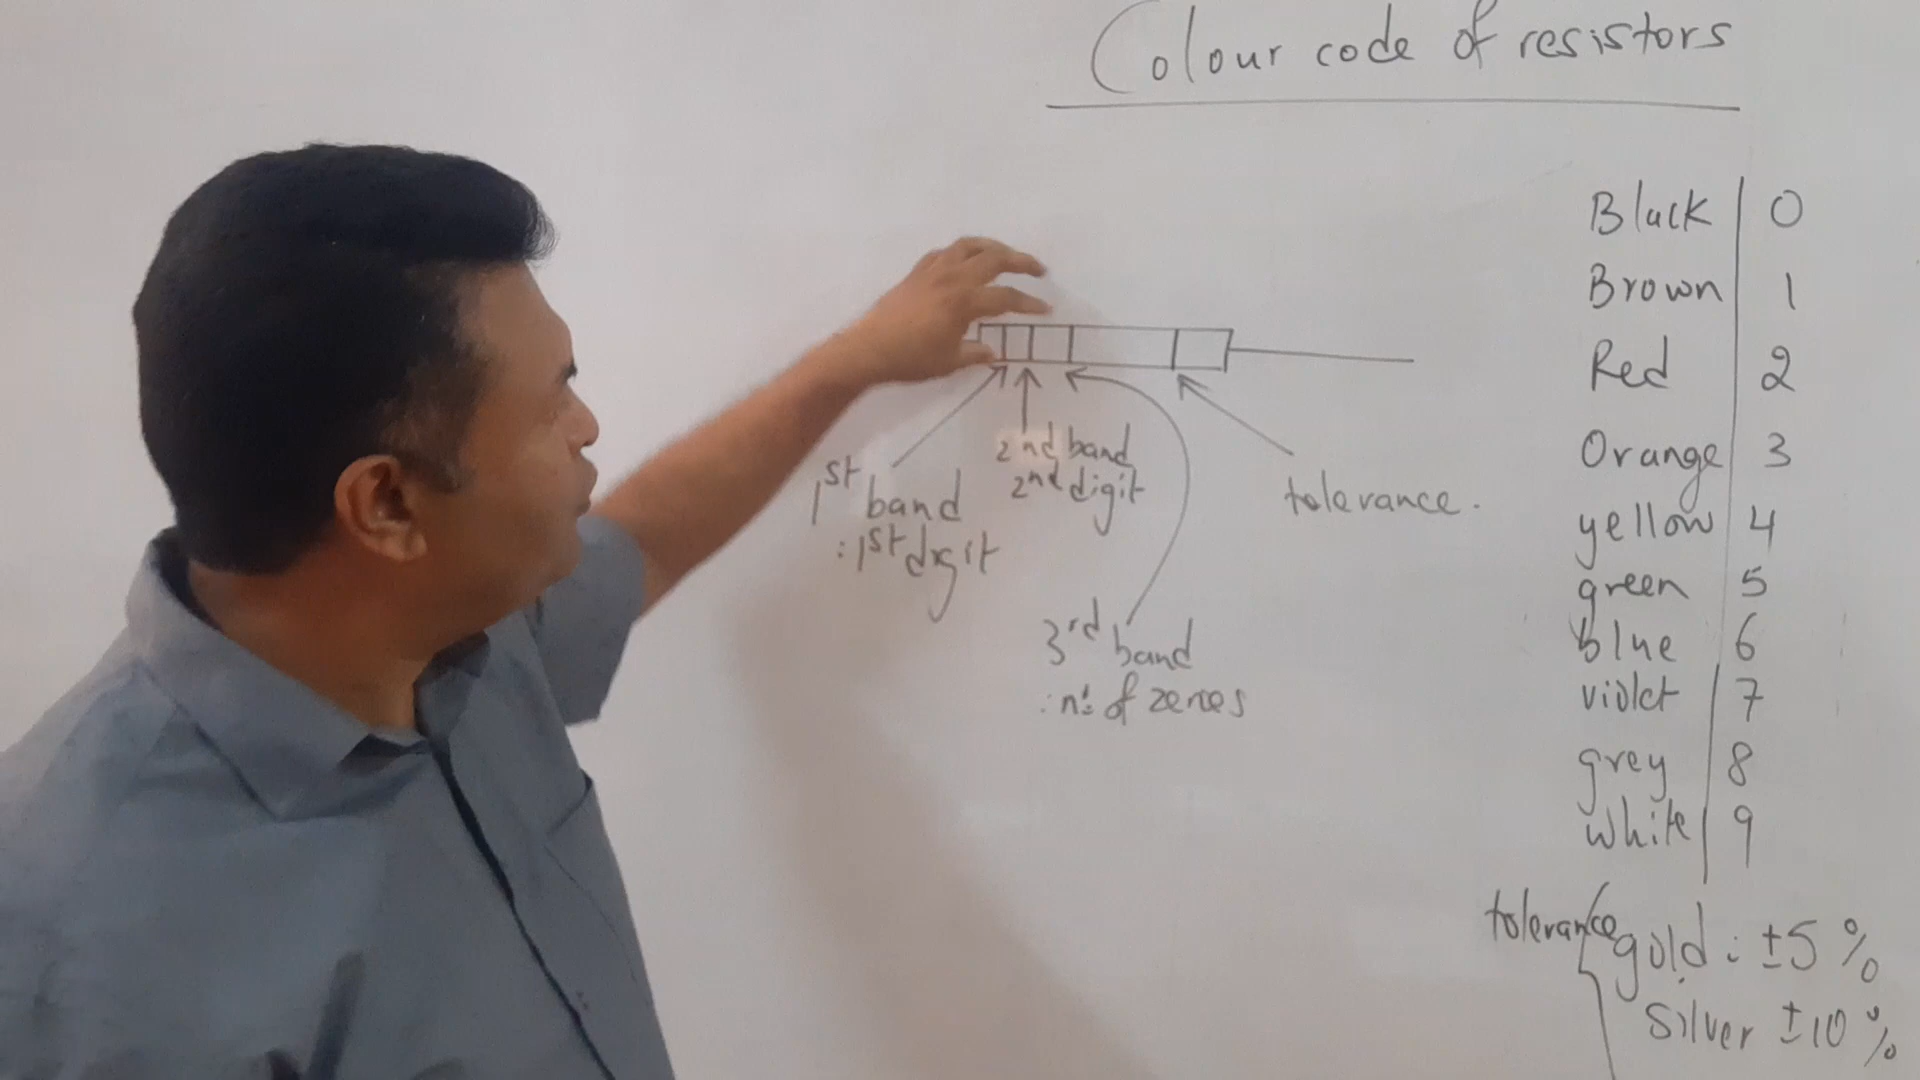 Colour code of resistors
Black | 0
Brown | 1
Red | 2
Orange | 3
yellow | 4
green | 5
blue | 6
violet | 7
grey | 8
white | 9
2nd band
2nd digit
1st band
: 1st digit
tolerance.
3rd band
: nº of zeroes
tolerance
gold : ±5 %
silver ±10 %